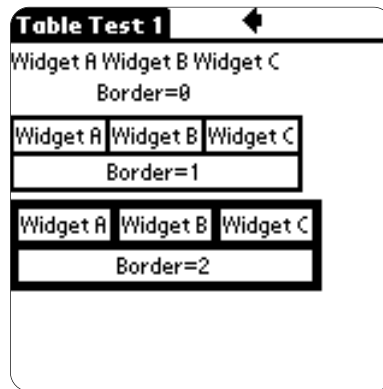 Table Test 1
Widget A Widget B Widget C
Border=0
Widget A Widget B Widget C
Border=1
Widget A Widget B Widget C
Border=2